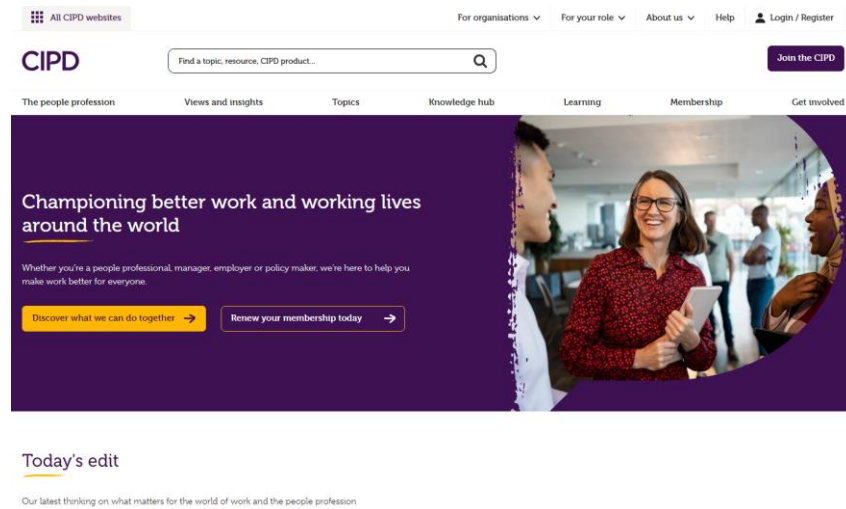 All CIPD websites
For organisations
For your role
About us
Help
Login / Register
CIPD
Find a topic, resource, CIPD product...
Join the CIPD
The people profession
Views and insights
Topics
Knowledge hub
Learning
Membership
Get involved
Championing better work and working lives
around the world
Whether you're a people professional, manager, employer or policy maker, we're here to help you
make work better for everyone.
Discover what we can do together
Renew your membership today
Today's edit
Our latest thinking on what matters for the world of work and the people profession